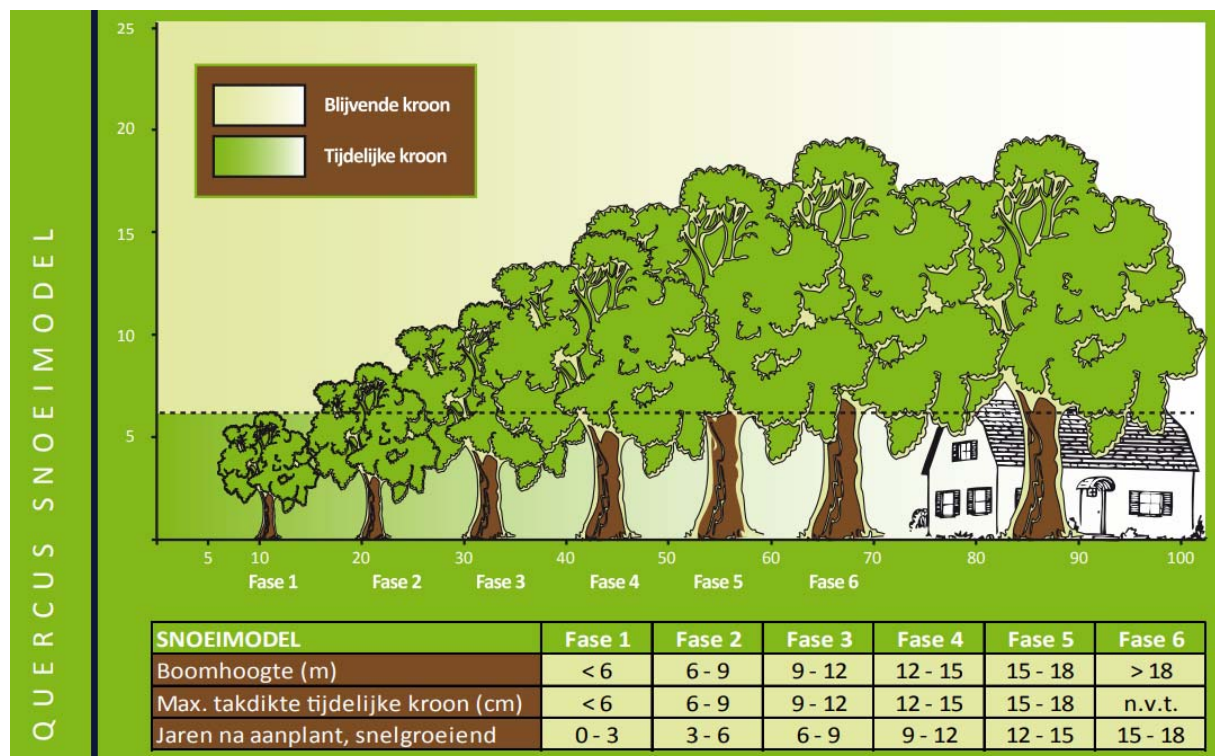 QUERCUS SNOEIMODEL
25
20
15
10
5
Blijvende kroon
Tijdelijke kroon
5 10 20 30 40 50 60 70 80 90 100
Fase 1 Fase 2 Fase 3 Fase 4 Fase 5 Fase 6
SNOEIMODEL Fase 1 Fase 2 Fase 3 Fase 4 Fase 5 Fase 6
Boomhoogte (m) < 6 6 - 9 9 - 12 12 - 15 15 - 18 > 18
Max. takdikte tijdelijke kroon (cm) < 6 6 - 9 9 - 12 12 - 15 15 - 18 n.v.t.
Jaren na aanplant, snelgroeiend 0 - 3 3 - 6 6 - 9 9 - 12 12 - 15 15 - 18